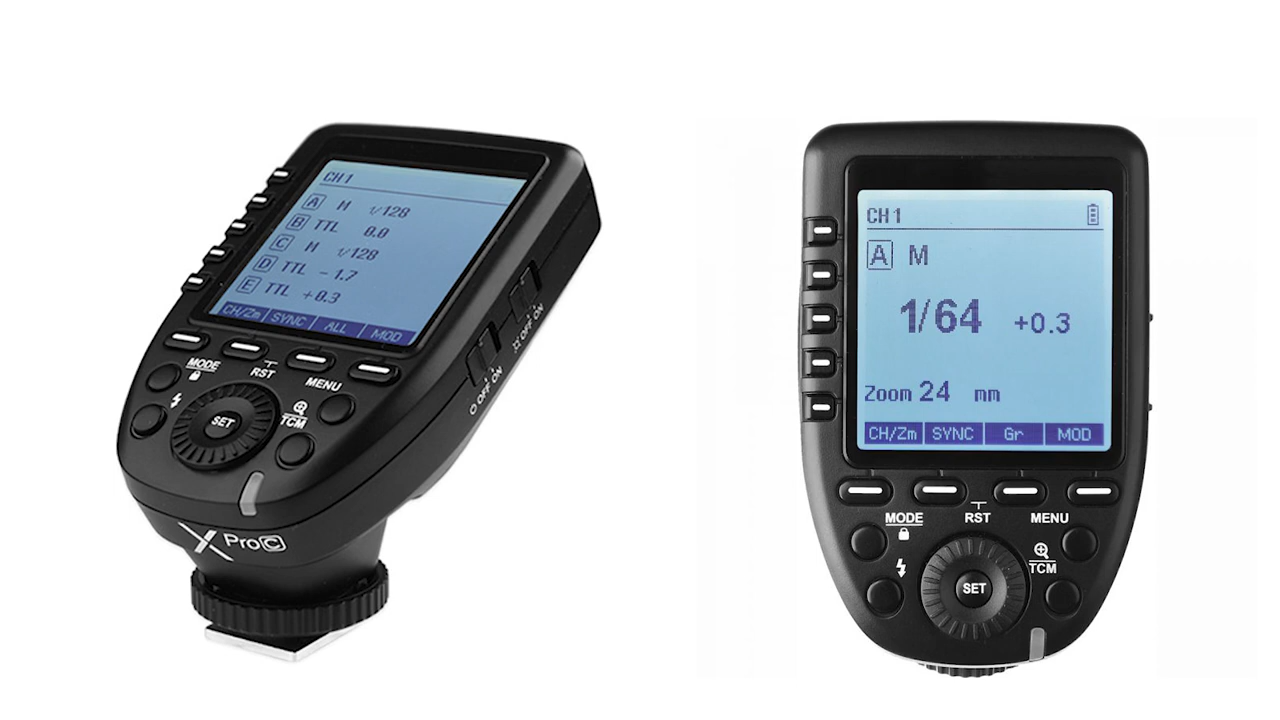 CH1
A M 1/128
B TTL 0.0
C M 1/128
D TTL -1.7
E TTL +0.3
CH/Zm SYNC ALL MOD
MODE RST MENU
SET
TCM
OFF ON
OFF ON
X Pro C
CH1
A M
1/64 +0.3
Zoom 24 mm
CH/Zm SYNC Gr MOD
MODE RST MENU
TCM
SET